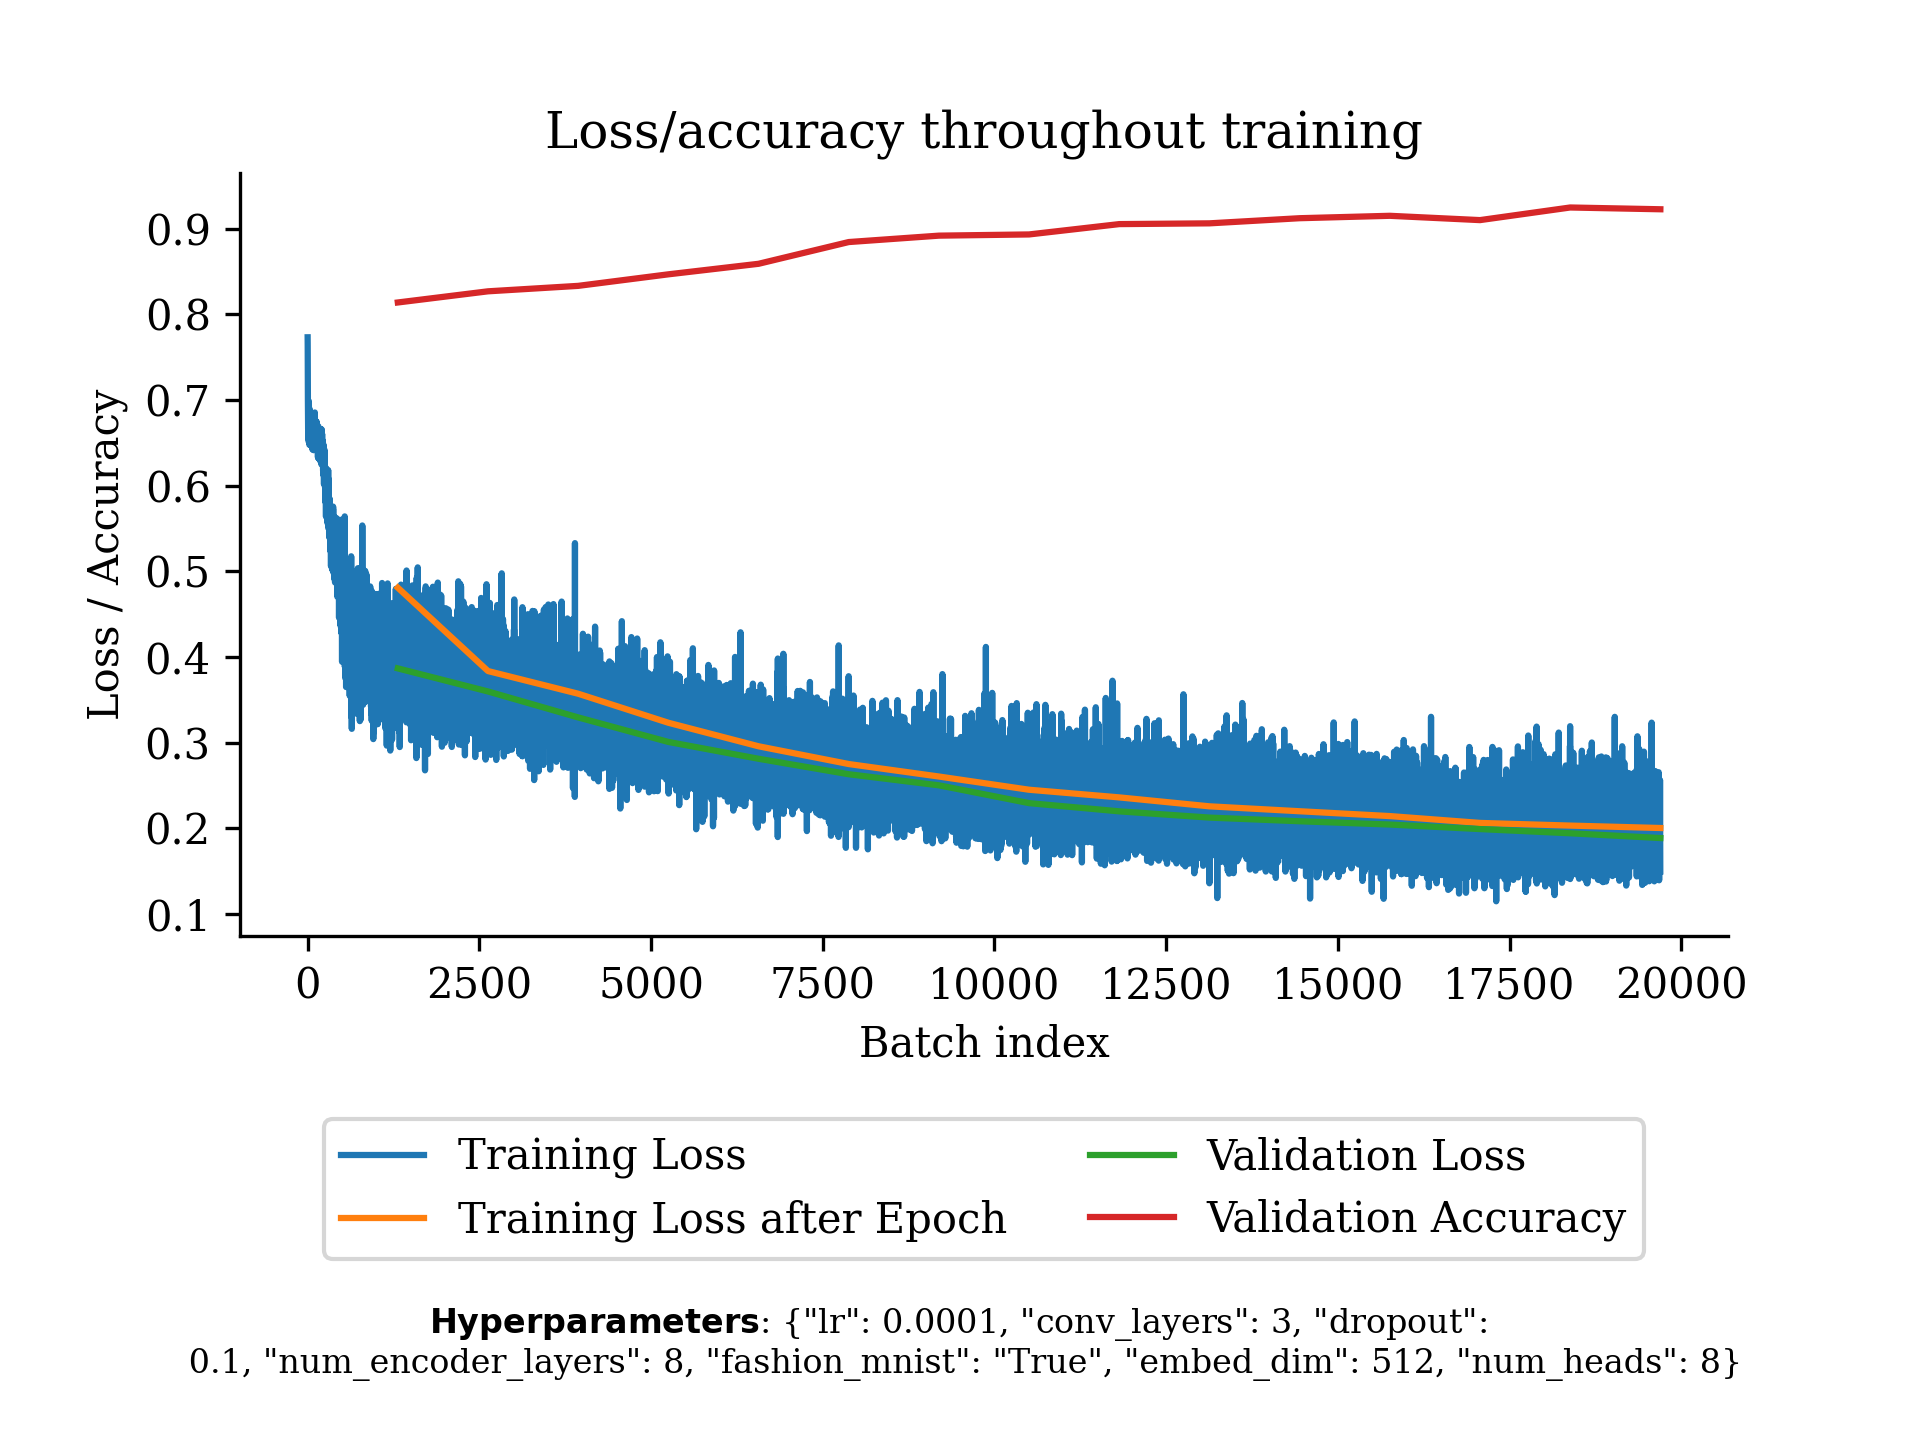 Loss/accuracy throughout training
0.9
0.8
0.7
0.6
0.5
0.4
0.3
0.2
0.1
Loss / Accuracy
0 2500 5000 7500 10000 12500 15000 17500 20000
Batch index
Training Loss
Training Loss after Epoch
Validation Loss
Validation Accuracy
Hyperparameters: {"lr": 0.0001, "conv_layers": 3, "dropout":
0.1, "num_encoder_layers": 8, "fashion_mnist": "True", "embed_dim": 512, "num_heads": 8}